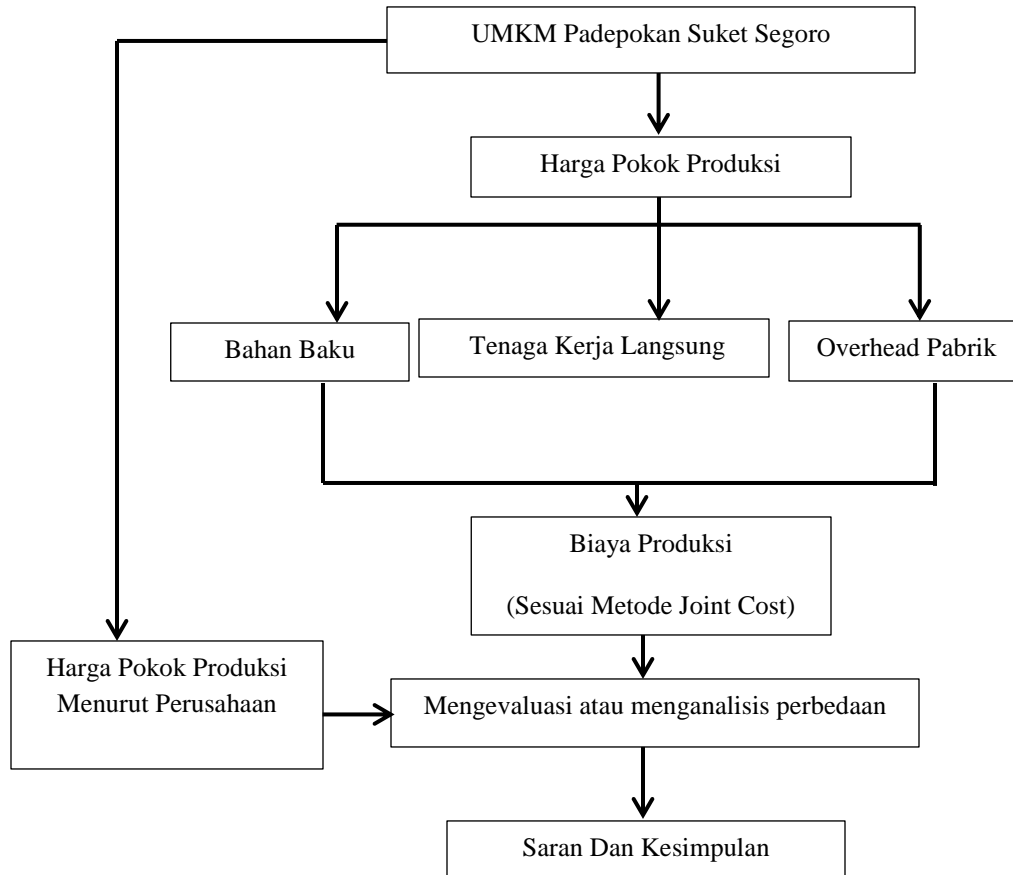 UMKM Padepokan Suket Segoro
Harga Pokok Produksi
Bahan Baku
Tenaga Kerja Langsung
Overhead Pabrik
Biaya Produksi
(Sesuai Metode Joint Cost)
Harga Pokok Produksi
Menurut Perusahaan
Mengevaluasi atau menganalisis perbedaan
Saran Dan Kesimpulan